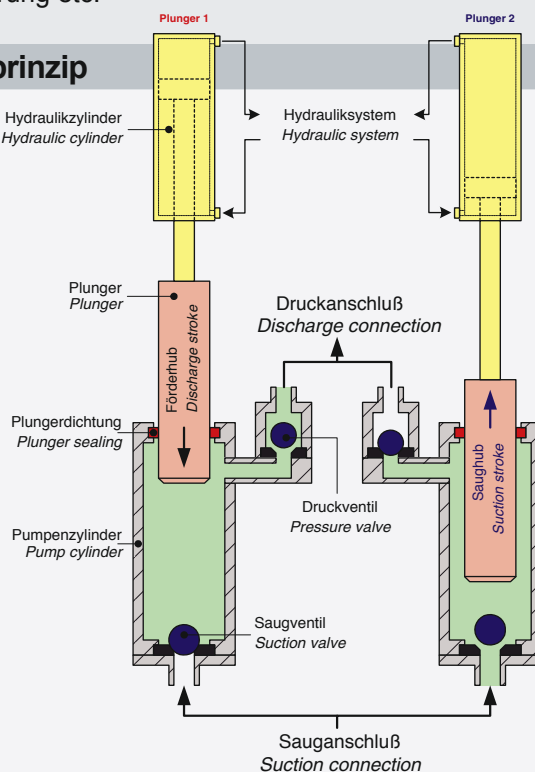 Plunger 1
Plunger 2
prinzip
Hydraulikzylinder
Hydraulic cylinder
Hydrauliksystem
Hydraulic system
Plunger
Plunger
Förderhub
Discharge stroke
Druckanschluß
Discharge connection
Plungerdichtung
Plunger sealing
Saughub
Suction stroke
Druckventil
Pressure valve
Pumpenzylinder
Pump cylinder
Saugventil
Suction valve
Sauganschluß
Suction connection